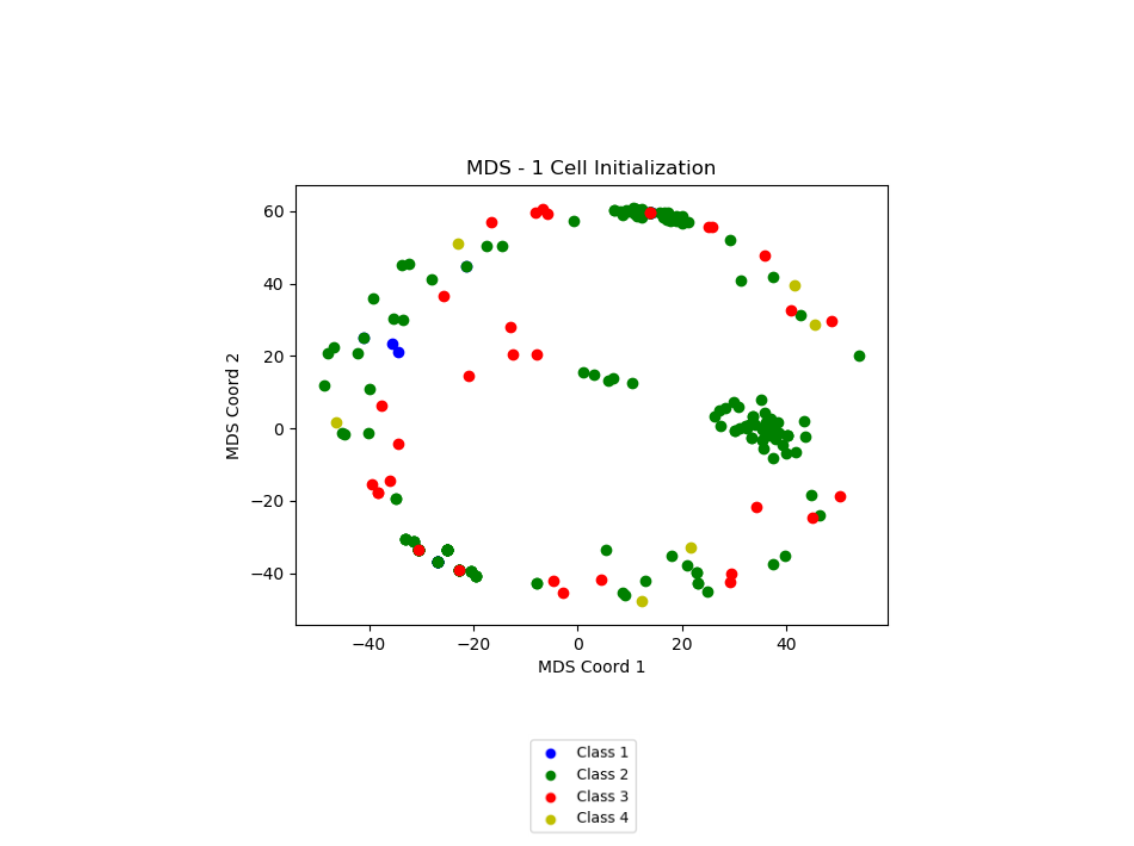 MDS - 1 Cell Initialization
MDS Coord 2
60
40
20
0
−20
−40
−40
−20
0
20
40
MDS Coord 1
Class 1
Class 2
Class 3
Class 4